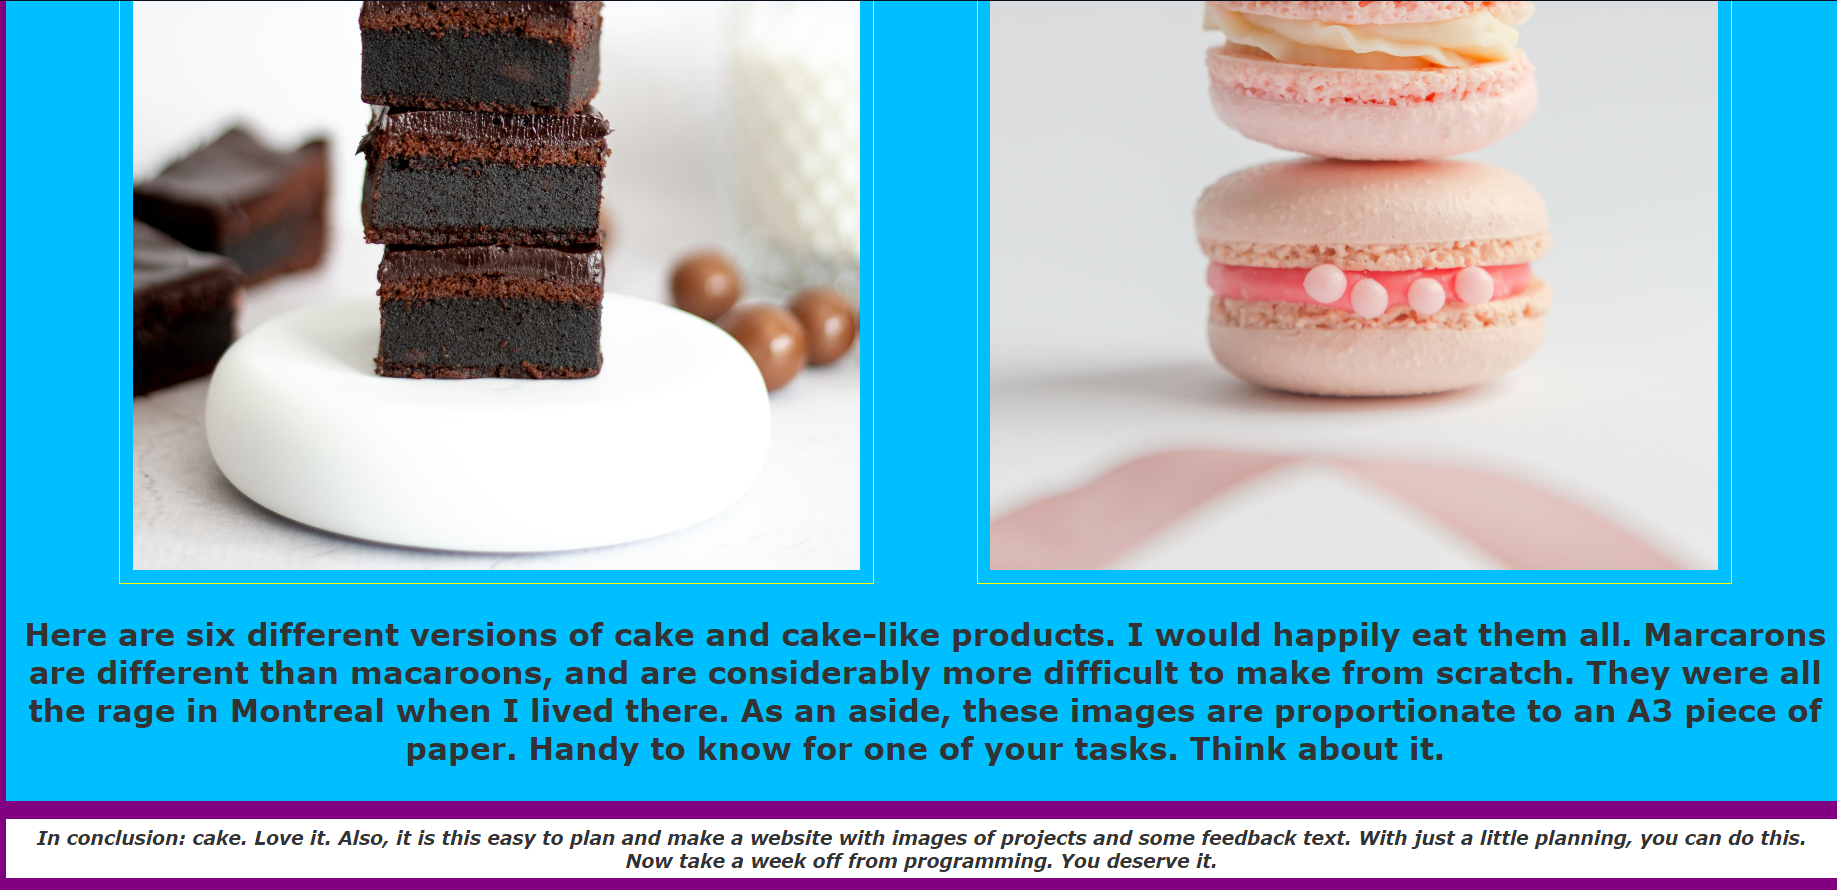 Here are six different versions of cake and cake-like products. I would happily eat them all. Marcarons
are different than macaroons, and are considerably more difficult to make from scratch. They were all
the rage in Montreal when I lived there. As an aside, these images are proportionate to an A3 piece of
paper. Handy to know for one of your tasks. Think about it.
In conclusion: cake. Love it. Also, it is this easy to plan and make a website with images of projects and some feedback text. With just a little planning, you can do this.
Now take a week off from programming. You deserve it.